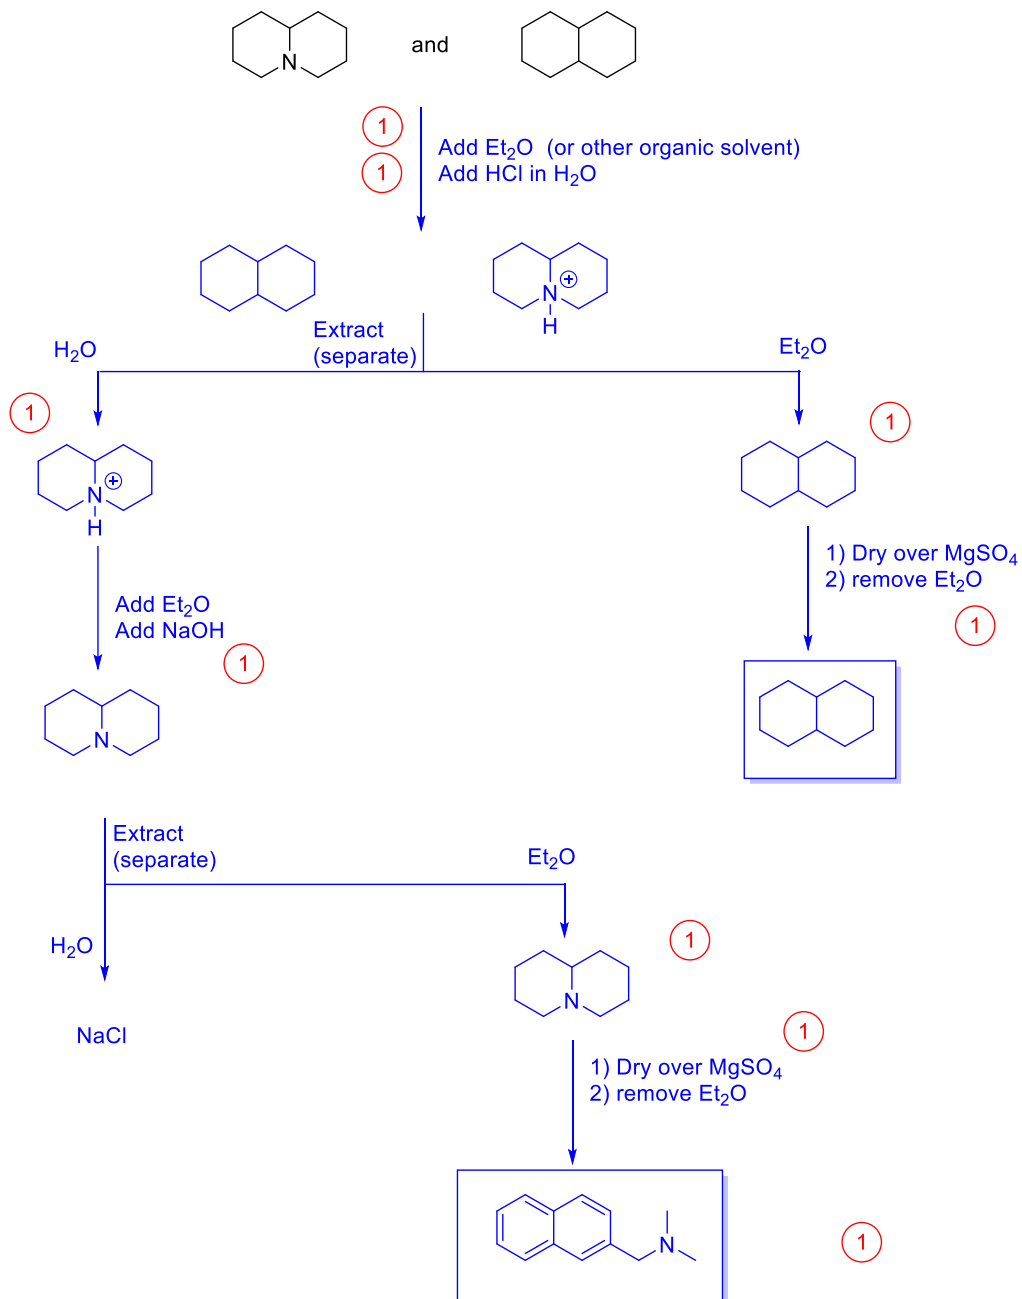 N
and
1
Add Et₂O (or other organic solvent)
1
Add HCl in H₂O
N
H
Extract
(separate)
H₂O
Et₂O
1
1
N
H
1) Dry over MgSO₄
2) remove Et₂O
Add Et₂O
Add NaOH
1
1
N
Extract
(separate)
Et₂O
H₂O
1
N
NaCl
1
1) Dry over MgSO₄
2) remove Et₂O
N
1